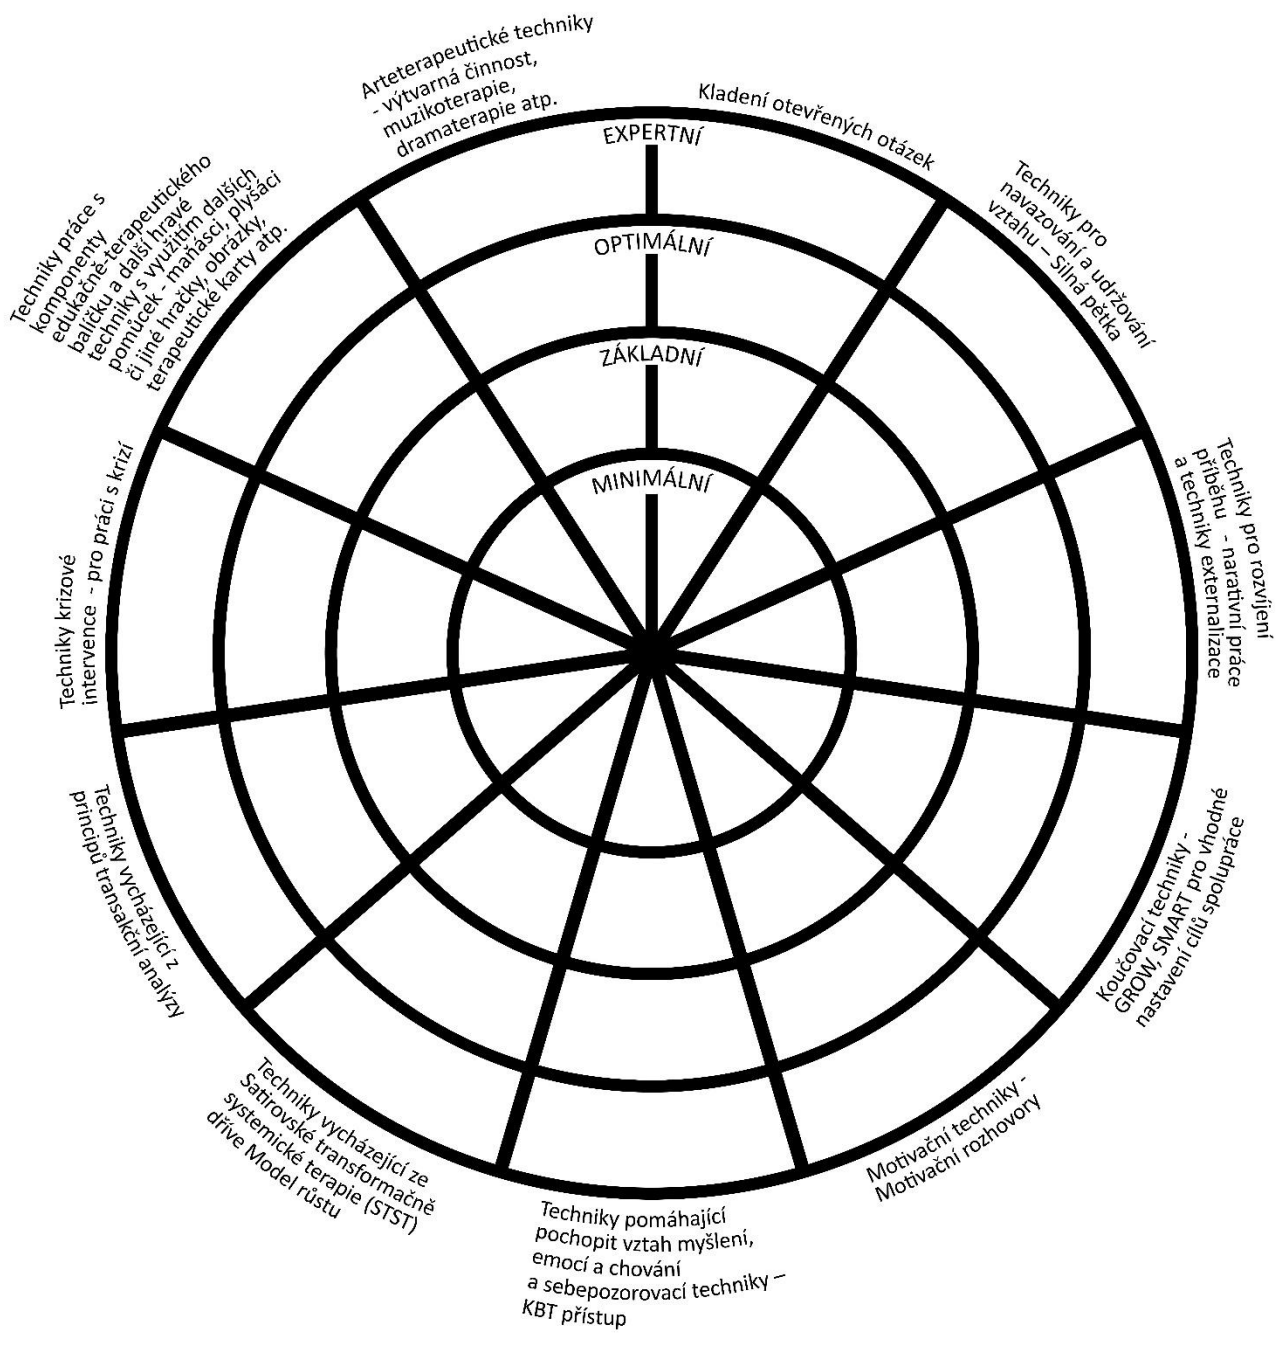 Arteterapeutické techniky
- výtvarná činnost,
muzikoterapie,
dramaterapie atp.
Kladení otevřených otázek
Techniky pro
navazování a udržování
vztahu – Silná pětka
Techniky pro rozvíjení
příběhu - narativní práce
a techniky externalizace
Koučovací techniky -
GROW, SMART pro vhodné
nastavení cílů spolupráce
Motivační techniky -
Motivační rozhovory
Techniky pomáhající
pochopit vztah myšlení,
emocí a chování
a sebepozorovací techniky –
KBT přístup
Techniky vycházející ze
Satirovské transformačně
systemické terapie (STST)
dříve Model růstu
Techniky vycházející z
principů transakční analýzy
Techniky krizové
intervence - pro práci s krizí
Techniky práce s
komponenty
edukačně-terapeutického
balíčku a další hravé
techniky s využitím dalších
pomůcek - maňásci, plyšáci
či jiné hračky, obrázky,
terapeutické karty atp.
EXPERTNÍ
OPTIMÁLNÍ
ZÁKLADNÍ
MINIMÁLNÍ